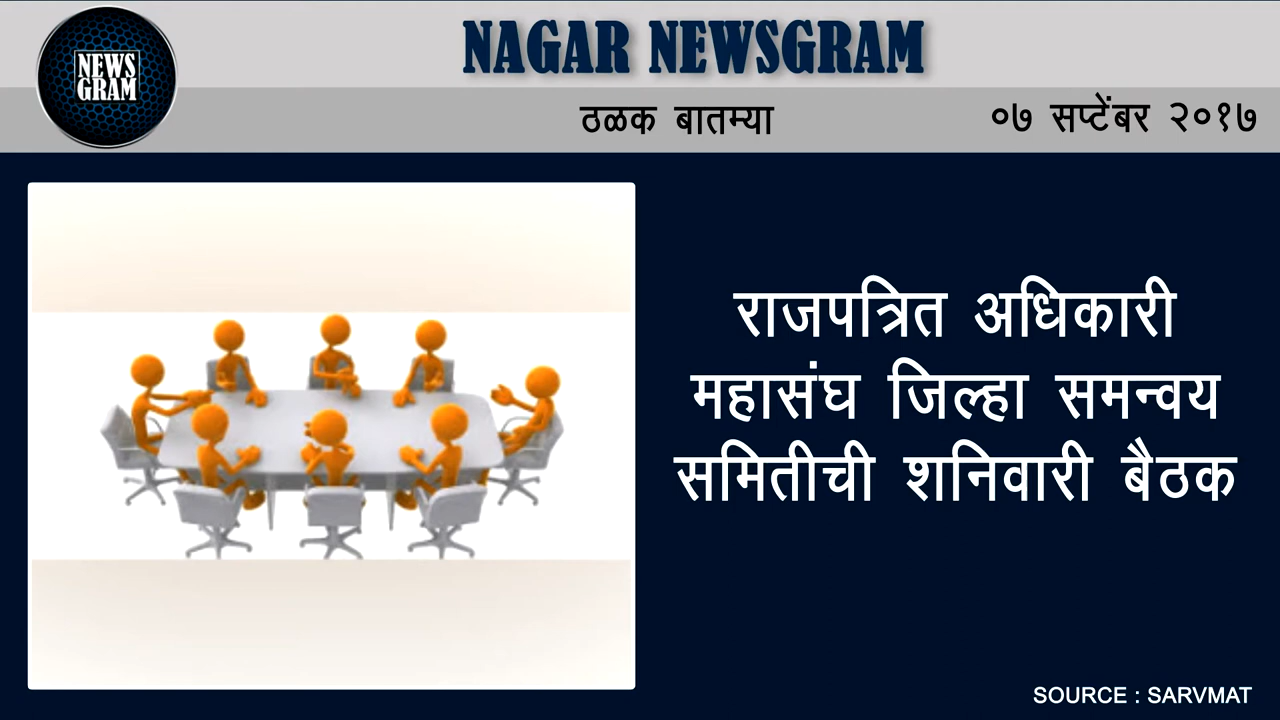 NEWS
GRAM
NAGAR NEWSGRAM
ठळक बातम्या
०७ सप्टेंबर २०१७
राजपत्रित अधिकारी
महासंघ जिल्हा समन्वय
समितीची शनिवारी बैठक
SOURCE : SARVMAT